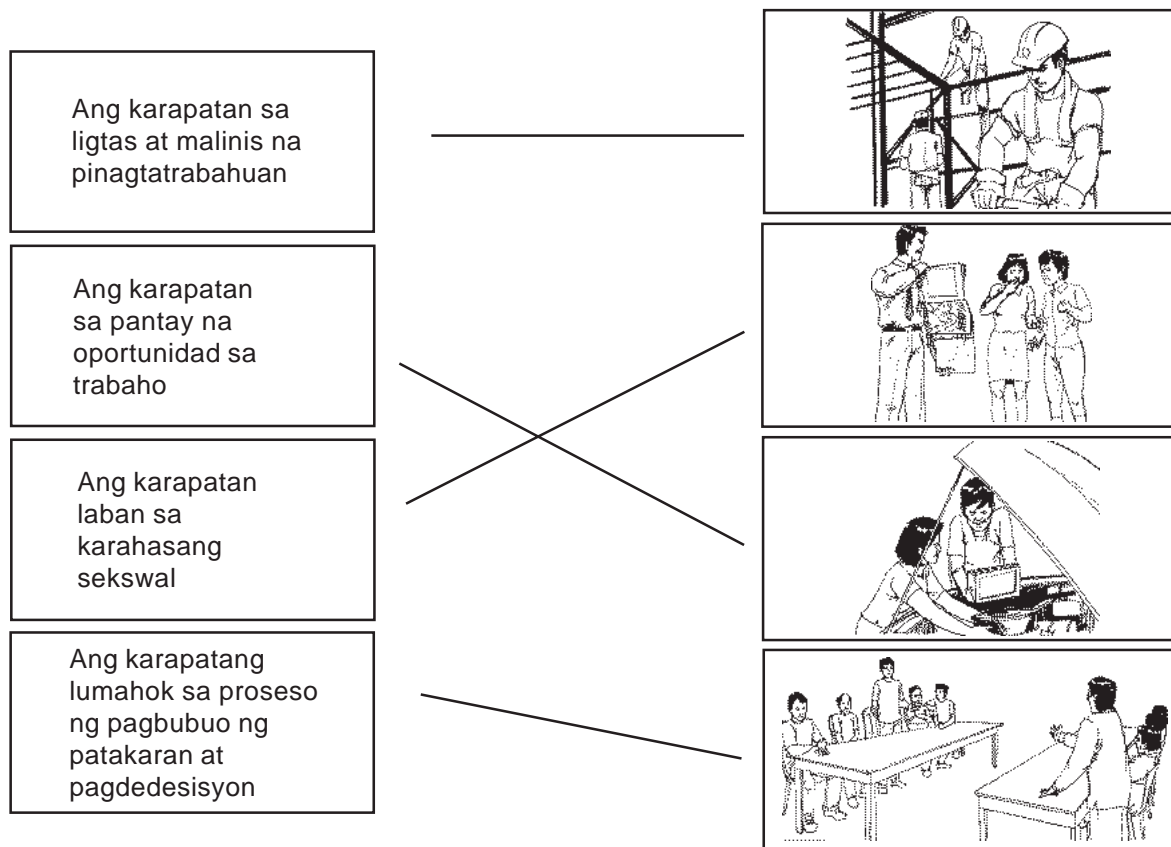 Ang karapatan sa
ligtas at malinis na
pinagtatrabahuan
Ang karapatan
sa pantay na
oportunidad sa
trabaho
Ang karapatan
laban sa
karahasang
sekswal
Ang karapatang
lumahok sa proseso
ng pagbubuo ng
patakaran at
pagdedesisyon